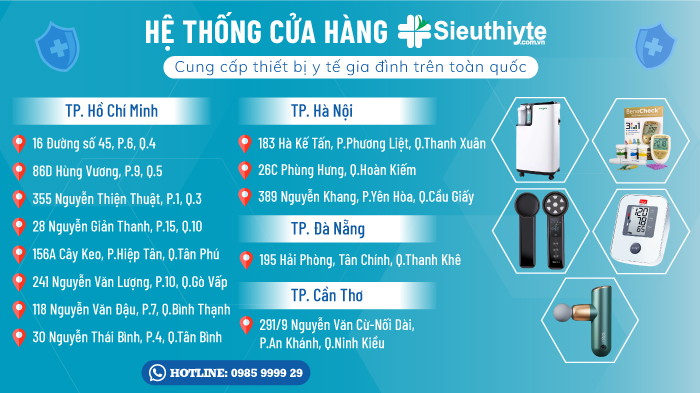 HỆ THỐNG CỬA HÀNG Sieuthiyte
.com.vn
Cung cấp thiết bị y tế gia đình trên toàn quốc
TP. Hồ Chí Minh
16 Đường số 45, P.6, Q.4
86D Hùng Vương, P.9, Q.5
355 Nguyễn Thiện Thuật, P.1, Q.3
28 Nguyễn Giản Thanh, P.15, Q.10
156A Cây Keo, P.Hiệp Tân, Q.Tân Phú
241 Nguyễn Văn Lượng, P.10, Q.Gò Vấp
118 Nguyễn Văn Đậu, P.7, Q.Bình Thạnh
30 Nguyễn Thái Bình, P.4, Q.Tân Bình
TP. Hà Nội
183 Hà Kế Tấn, P.Phương Liệt, Q.Thanh Xuân
26C Phùng Hưng, Q.Hoàn Kiếm
389 Nguyễn Khang, P.Yên Hòa, Q.Cầu Giấy
TP. Đà Nẵng
195 Hải Phòng, Tân Chính, Q.Thanh Khê
TP. Cần Thơ
291/9 Nguyễn Văn Cừ-Nối Dài,
P.An Khánh, Q.Ninh Kiều
HOTLINE: 0985 9999 29
BeneCheck
3in1
120
78